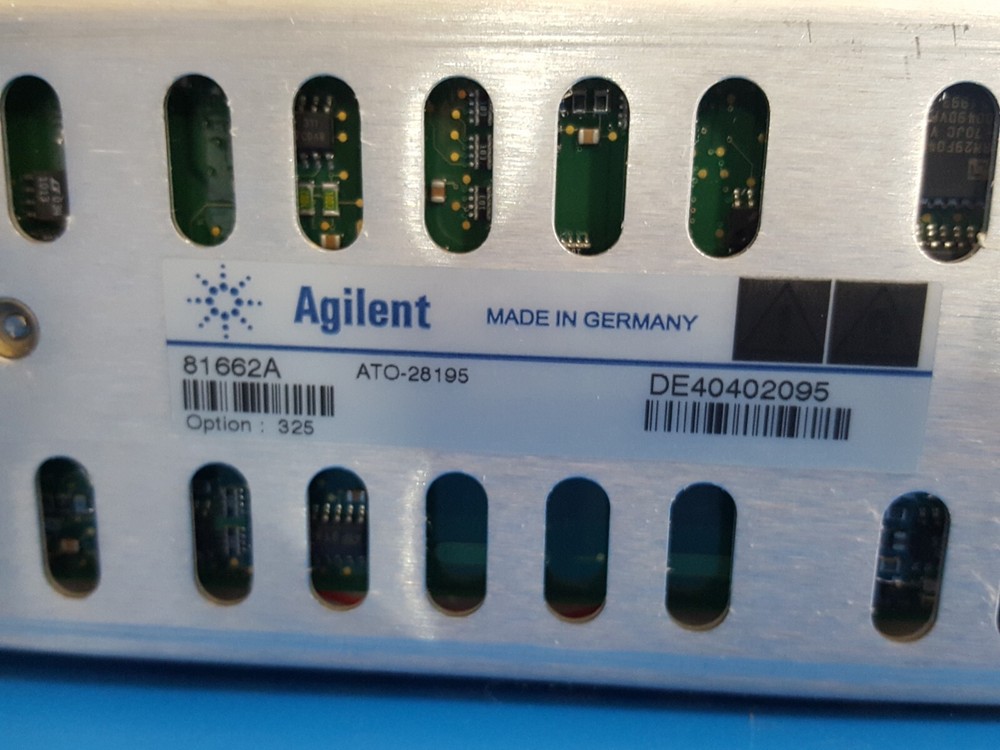 Agilent
MADE IN GERMANY
81662A
ATO-28195
DE40402095
Option : 325